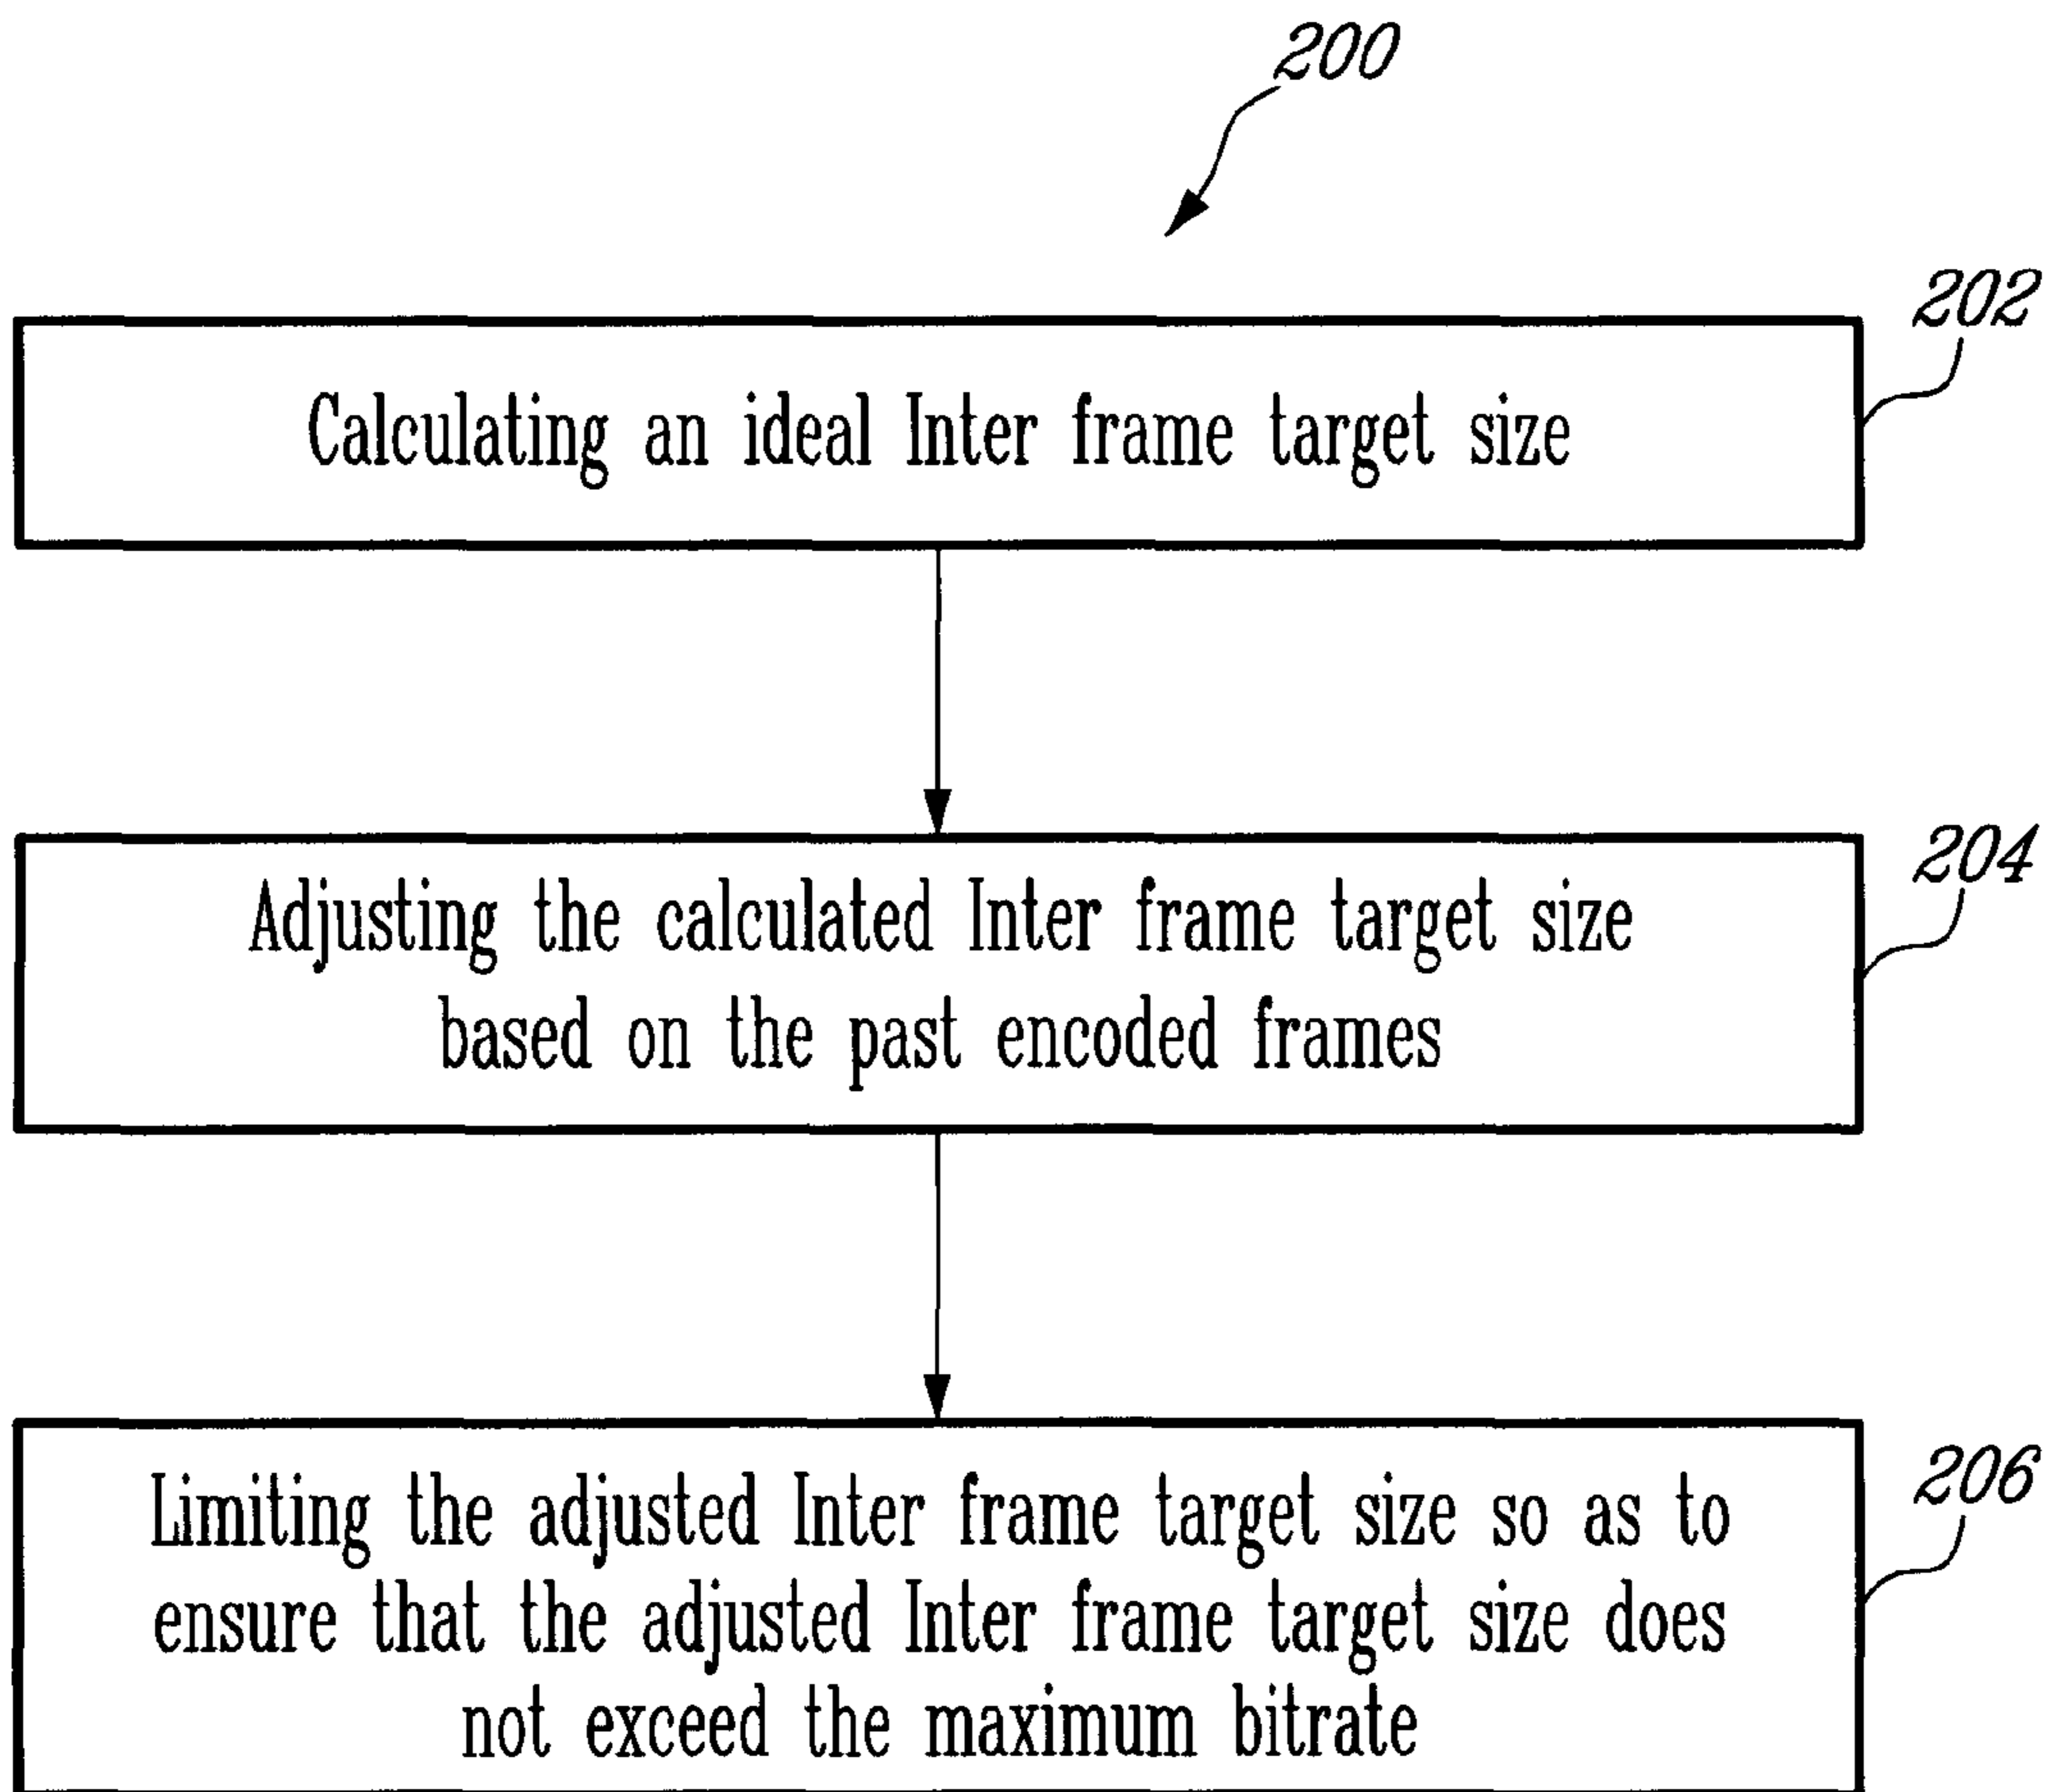 200
202
Calculating an ideal Inter frame target size
204
Adjusting the calculated Inter frame target size
based on the past encoded frames
206
Limiting the adjusted Inter frame target size so as to
ensure that the adjusted Inter frame target size does
not exceed the maximum bitrate